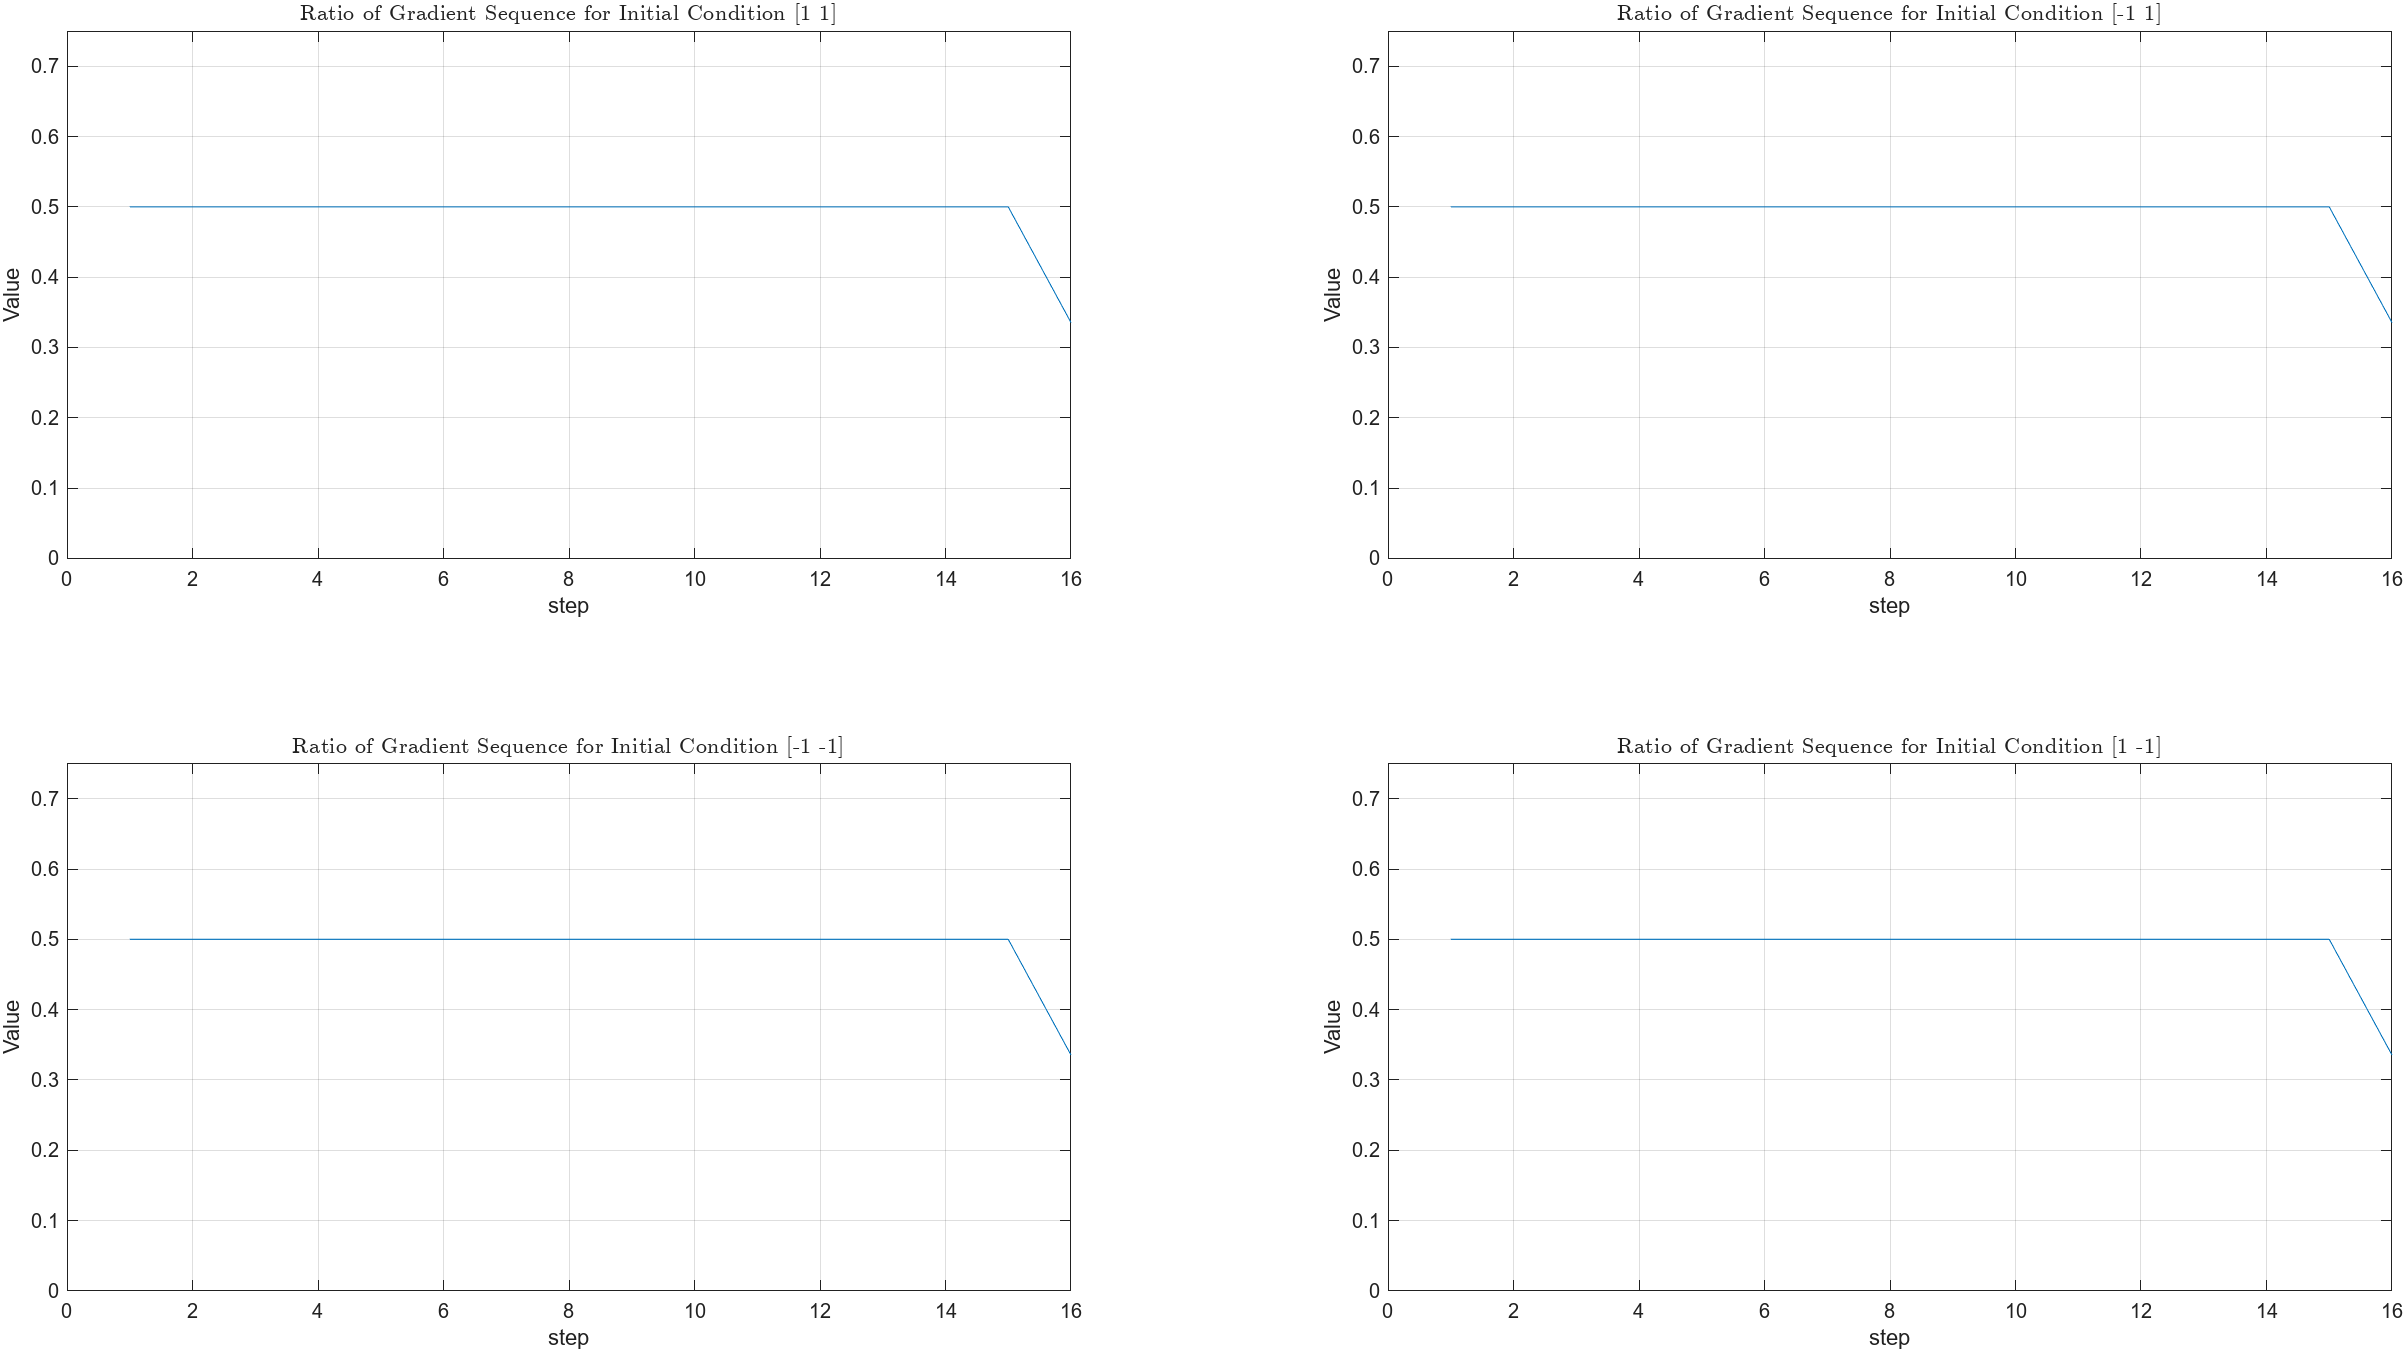 Ratio of Gradient Sequence for Initial Condition [1 1]
0.7
0.6
0.5
0.4
0.3
0.2
0.1
0
Value
0 2 4 6 8 10 12 14 16
step
Ratio of Gradient Sequence for Initial Condition [-1 1]
0.7
0.6
0.5
0.4
0.3
0.2
0.1
0
Value
0 2 4 6 8 10 12 14 16
step
Ratio of Gradient Sequence for Initial Condition [-1 -1]
0.7
0.6
0.5
0.4
0.3
0.2
0.1
0
Value
0 2 4 6 8 10 12 14 16
step
Ratio of Gradient Sequence for Initial Condition [1 -1]
0.7
0.6
0.5
0.4
0.3
0.2
0.1
0
Value
0 2 4 6 8 10 12 14 16
step